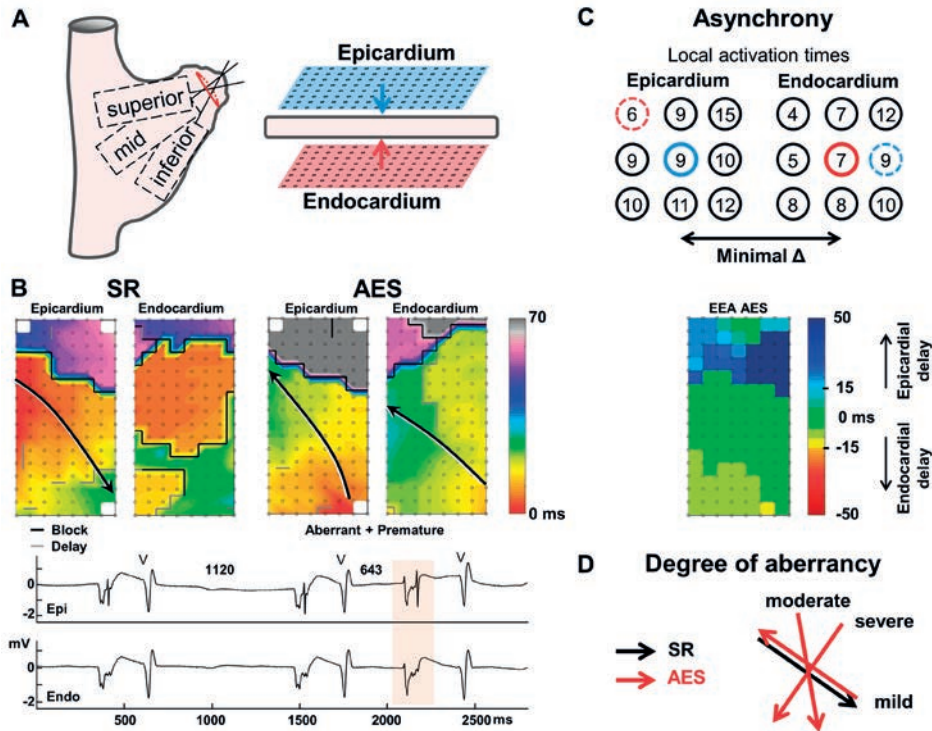 A
superior
mid
inferior
Epicardium
Endocardium
C
Asynchrony
Local activation times
Epicardium Endocardium
6 9 15 4 7 12
9 9 10 5 7 9
10 11 12 8 8 10
Minimal Δ
B
SR AES
Epicardium Endocardium Epicardium Endocardium
70
0 ms
Block
Delay
Aberrant + Premature
EEA AES
50
15
0 ms
-15
-50
Epicardial delay
Endocardial delay
1120 643
0
-2
Epi
mV
0
-2
Endo
500 1000 1500 2000 2500 ms
D
Degree of aberrancy
SR
AES
moderate
severe
mild